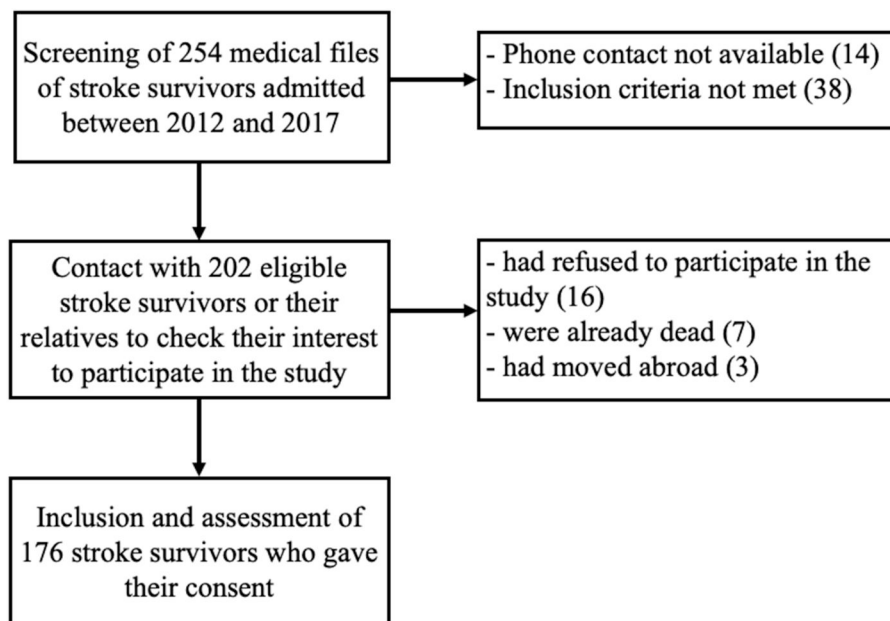 Screening of 254 medical files
of stroke survivors admitted
between 2012 and 2017
- Phone contact not available (14)
- Inclusion criteria not met (38)
Contact with 202 eligible
stroke survivors or their
relatives to check their interest
to participate in the study
- had refused to participate in the
study (16)
- were already dead (7)
- had moved abroad (3)
Inclusion and assessment of
176 stroke survivors who gave
their consent